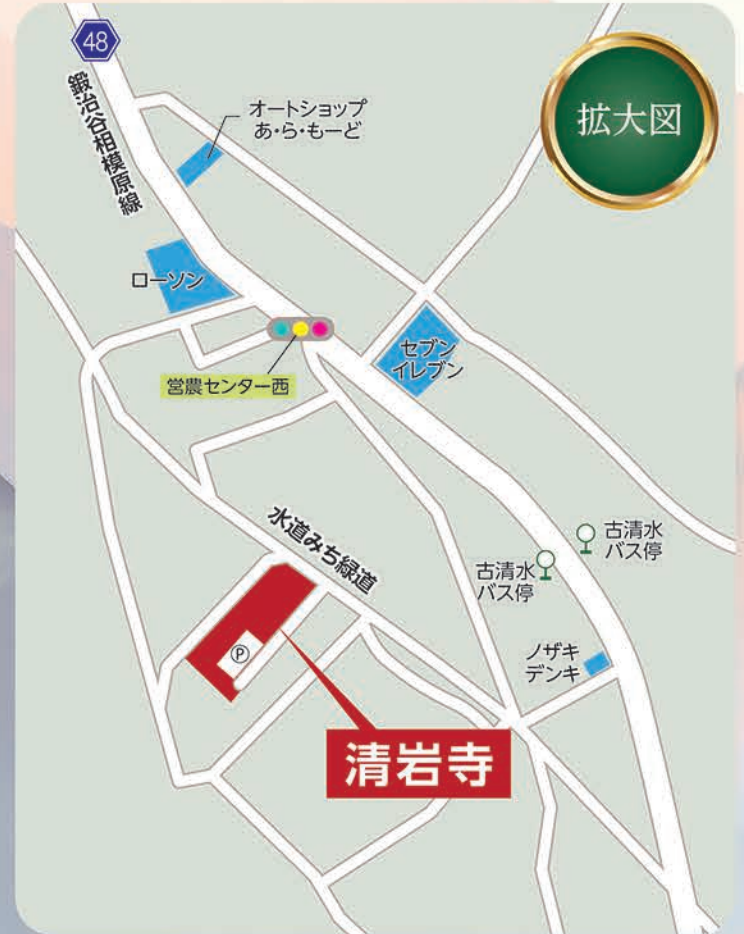 48
鍛冶谷相模原線
拡大図
オートショップ
あ・ら・もーど
ローソン
セブン
イレブン
営農センター西
水道みち緑道
古清水
バス停
古清水
バス停
ノザキ
デンキ
P
清岩寺